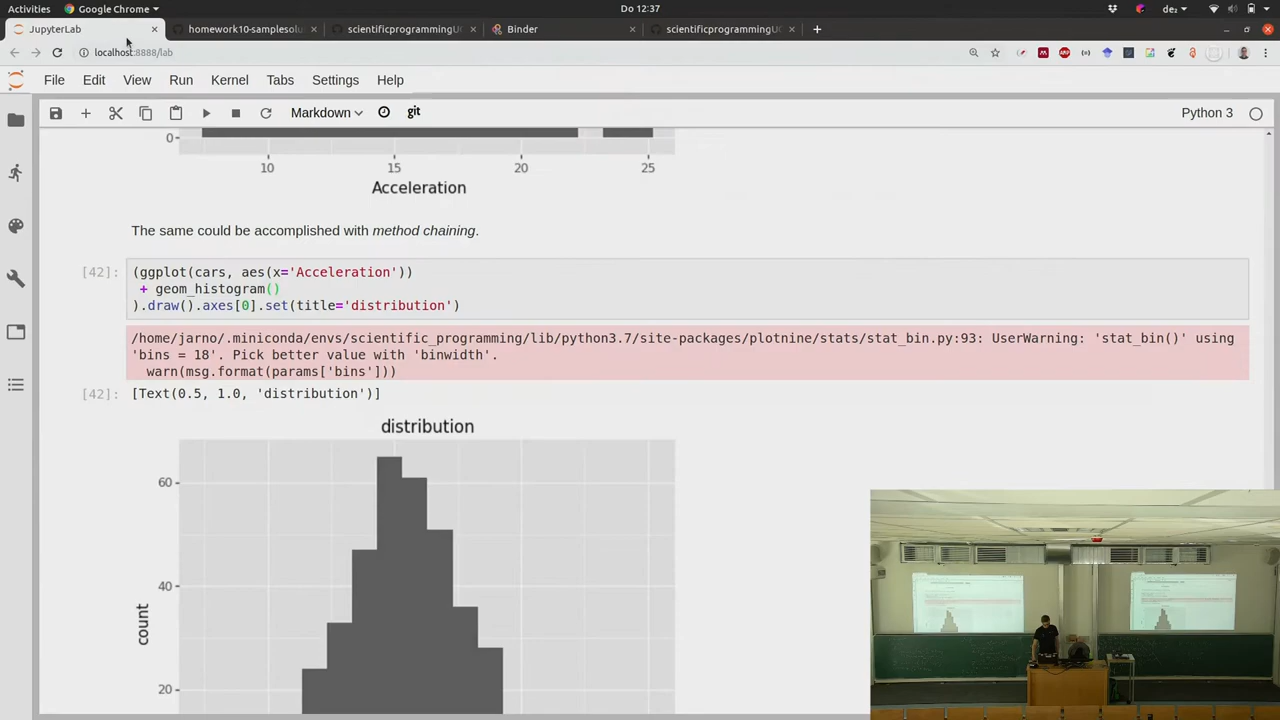 Activities
Google Chrome
Do 12:37
de₂
JupyterLab
homework10-samplesolu
scientificprogrammingU
Binder
scientificprogrammingU
localhost:8888/lab
File Edit View Run Kernel Tabs Settings Help
Markdown
git
Python 3
0
10 15 20 25
Acceleration
The same could be accomplished with method chaining.
[42]:
(ggplot(cars, aes(x='Acceleration'))
+ geom_histogram()
).draw().axes[0].set(title='distribution')
/home/jarno/.miniconda/envs/scientific_programming/lib/python3.7/site-packages/plotnine/stats/stat_bin.py:93: UserWarning: 'stat_bin()' using
'bins = 18'. Pick better value with 'binwidth'.
warn(msg.format(params['bins']))
[42]:
[Text(0.5, 1.0, 'distribution')]
distribution
60
40
20
count